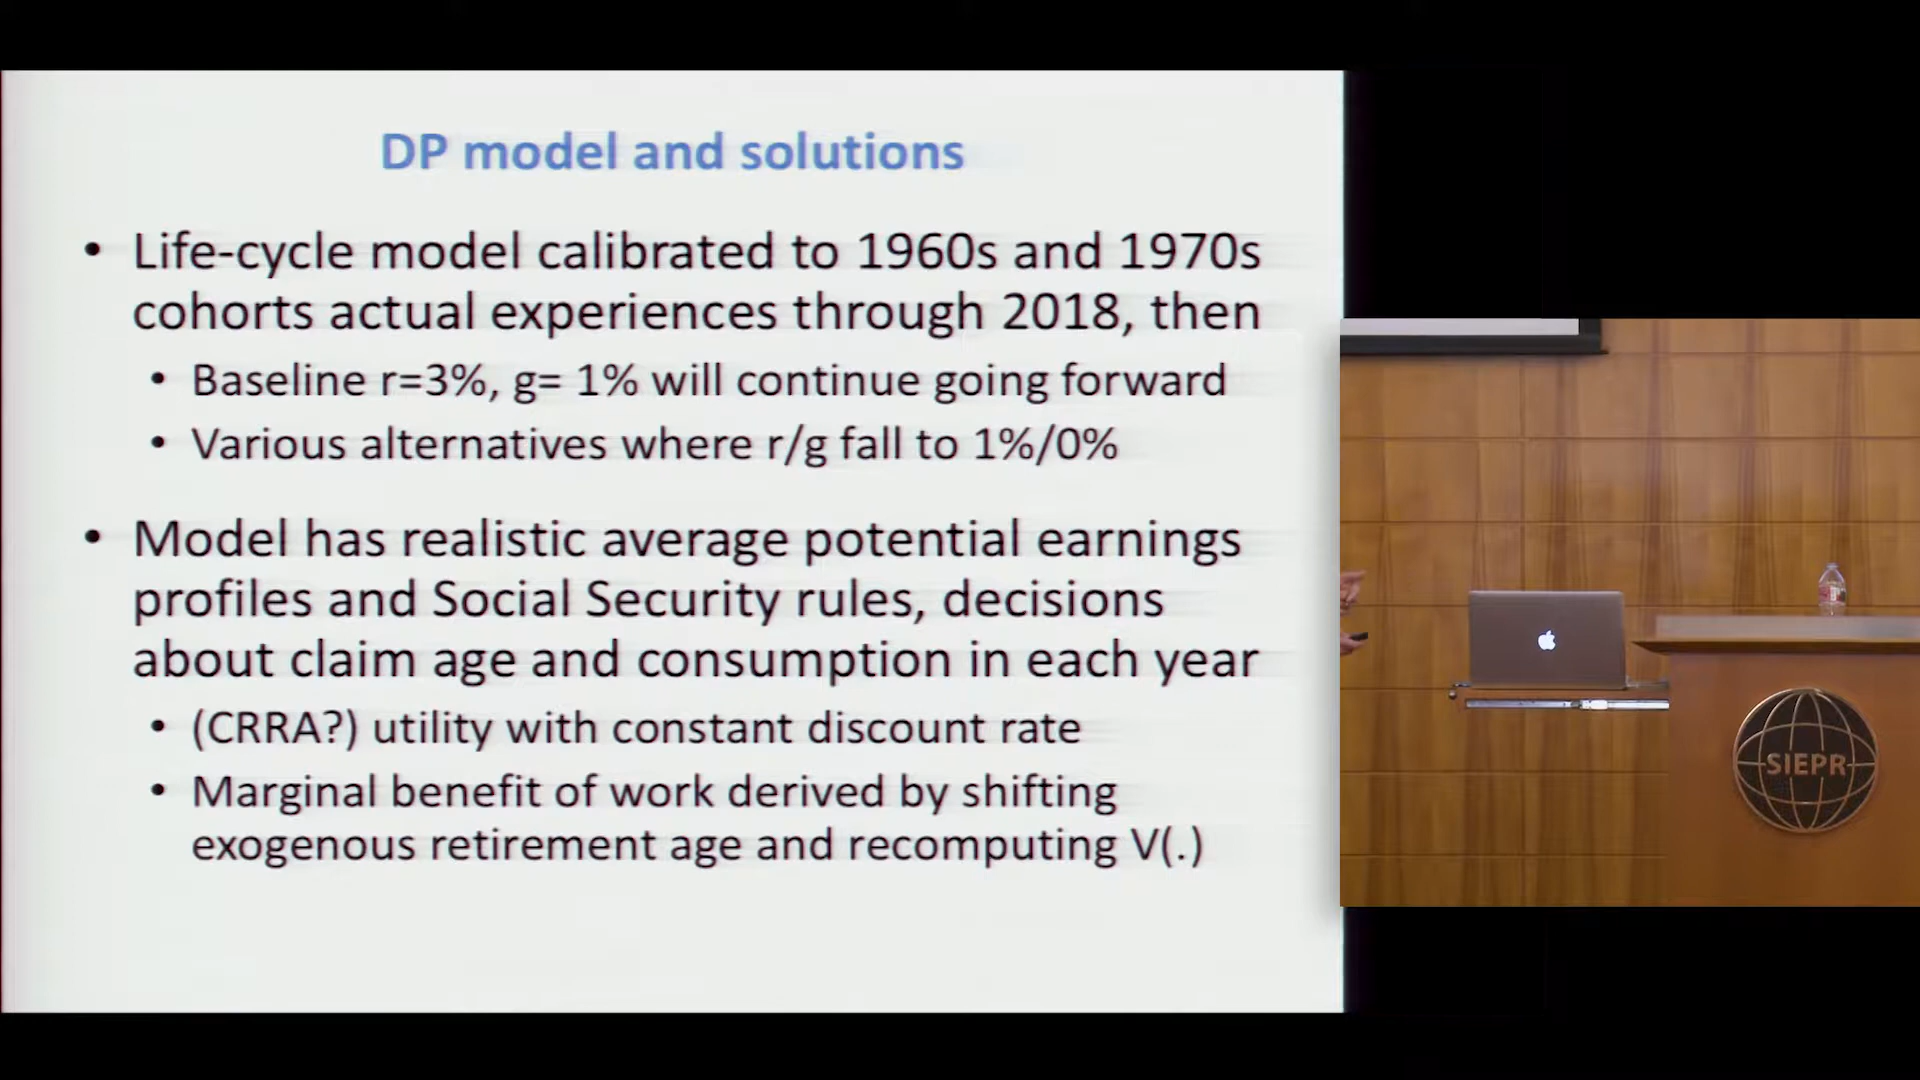 DP model and solutions
• Life-cycle model calibrated to 1960s and 1970s
cohorts actual experiences through 2018, then
• Baseline r=3%, g= 1% will continue going forward
• Various alternatives where r/g fall to 1%/0%
• Model has realistic average potential earnings
profiles and Social Security rules, decisions
about claim age and consumption in each year
• (CRRA?) utility with constant discount rate
• Marginal benefit of work derived by shifting
exogenous retirement age and recomputing V(.)
SIEPR